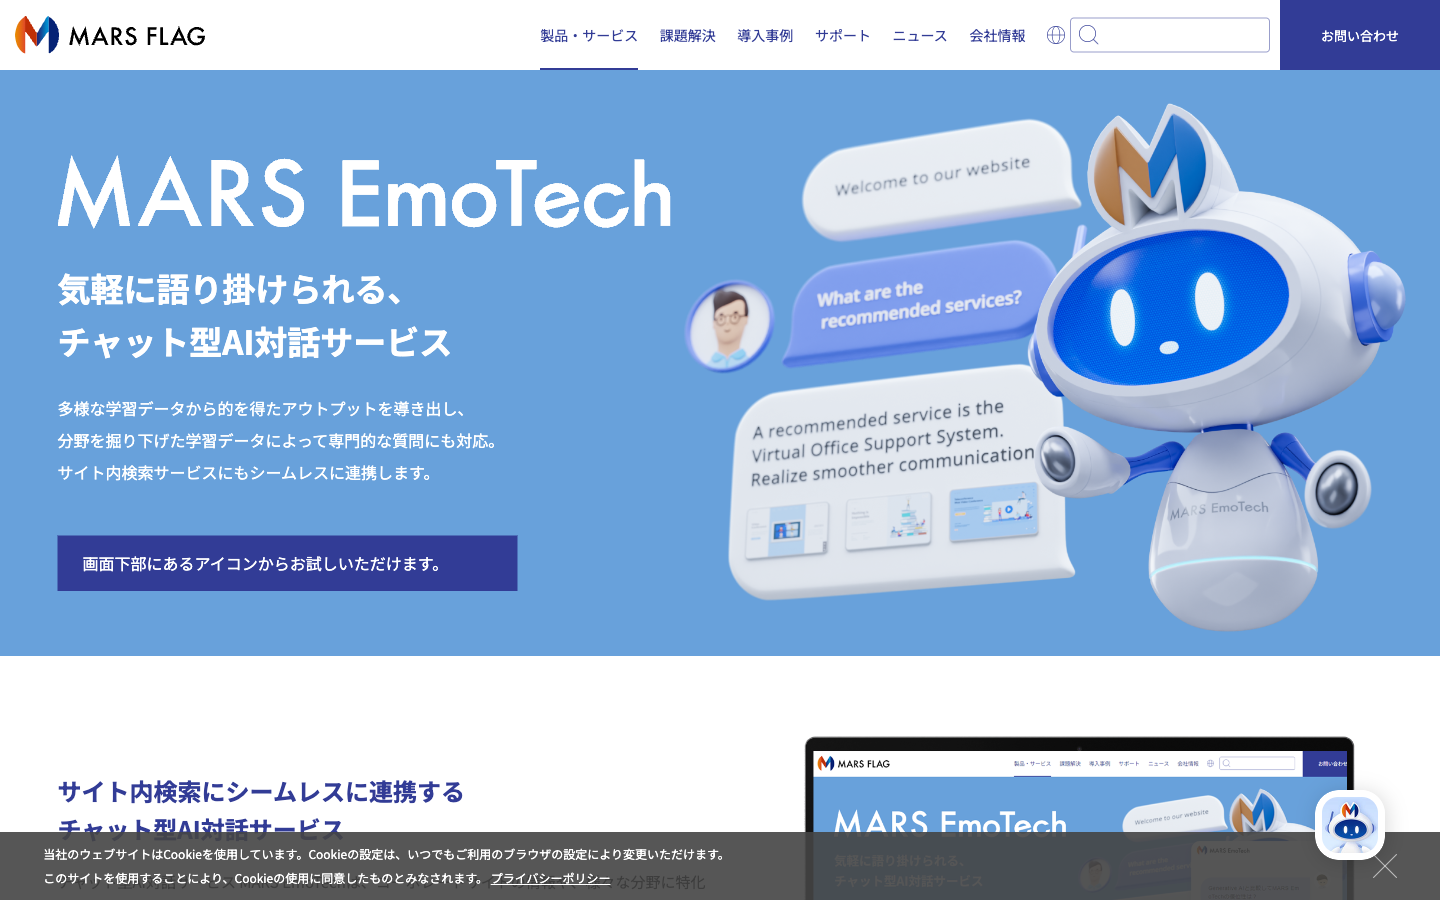 MARS FLAG
製品・サービス
課題解決
導入事例
サポート
ニュース
会社情報
お問い合わせ
MARS EmoTech
気軽に語り掛けられる、
チャット型AI対話サービス
多様な学習データから的を得たアウトプットを導き出し、
分野を掘り下げた学習データによって専門的な質問にも対応。
サイト内検索サービスにもシームレスに連携します。
画面下部にあるアイコンからお試しいただけます。
Welcome to our website
What are the
recommended services?
A recommended service is the
Virtual Office Support System.
Realize smoother communication
MARS EmoTech
サイト内検索にシームレスに連携する
チャット型AI対話サービス
MARS FLAG
製品・サービス
課題解決
導入事例
サポート
ニュース
会社情報
お問い合わせ
MARS EmoTech
Welcome to our website
気軽に語り掛けられる、
チャット型AI対話サービス
MARS EmoTech
当社のウェブサイトはCookieを使用しています。Cookieの設定は、いつでもご利用のブラウザの設定により変更いただけます。
このサイトを使用することにより、Cookieの使用に同意したものとみなされます。 プライバシーポリシー